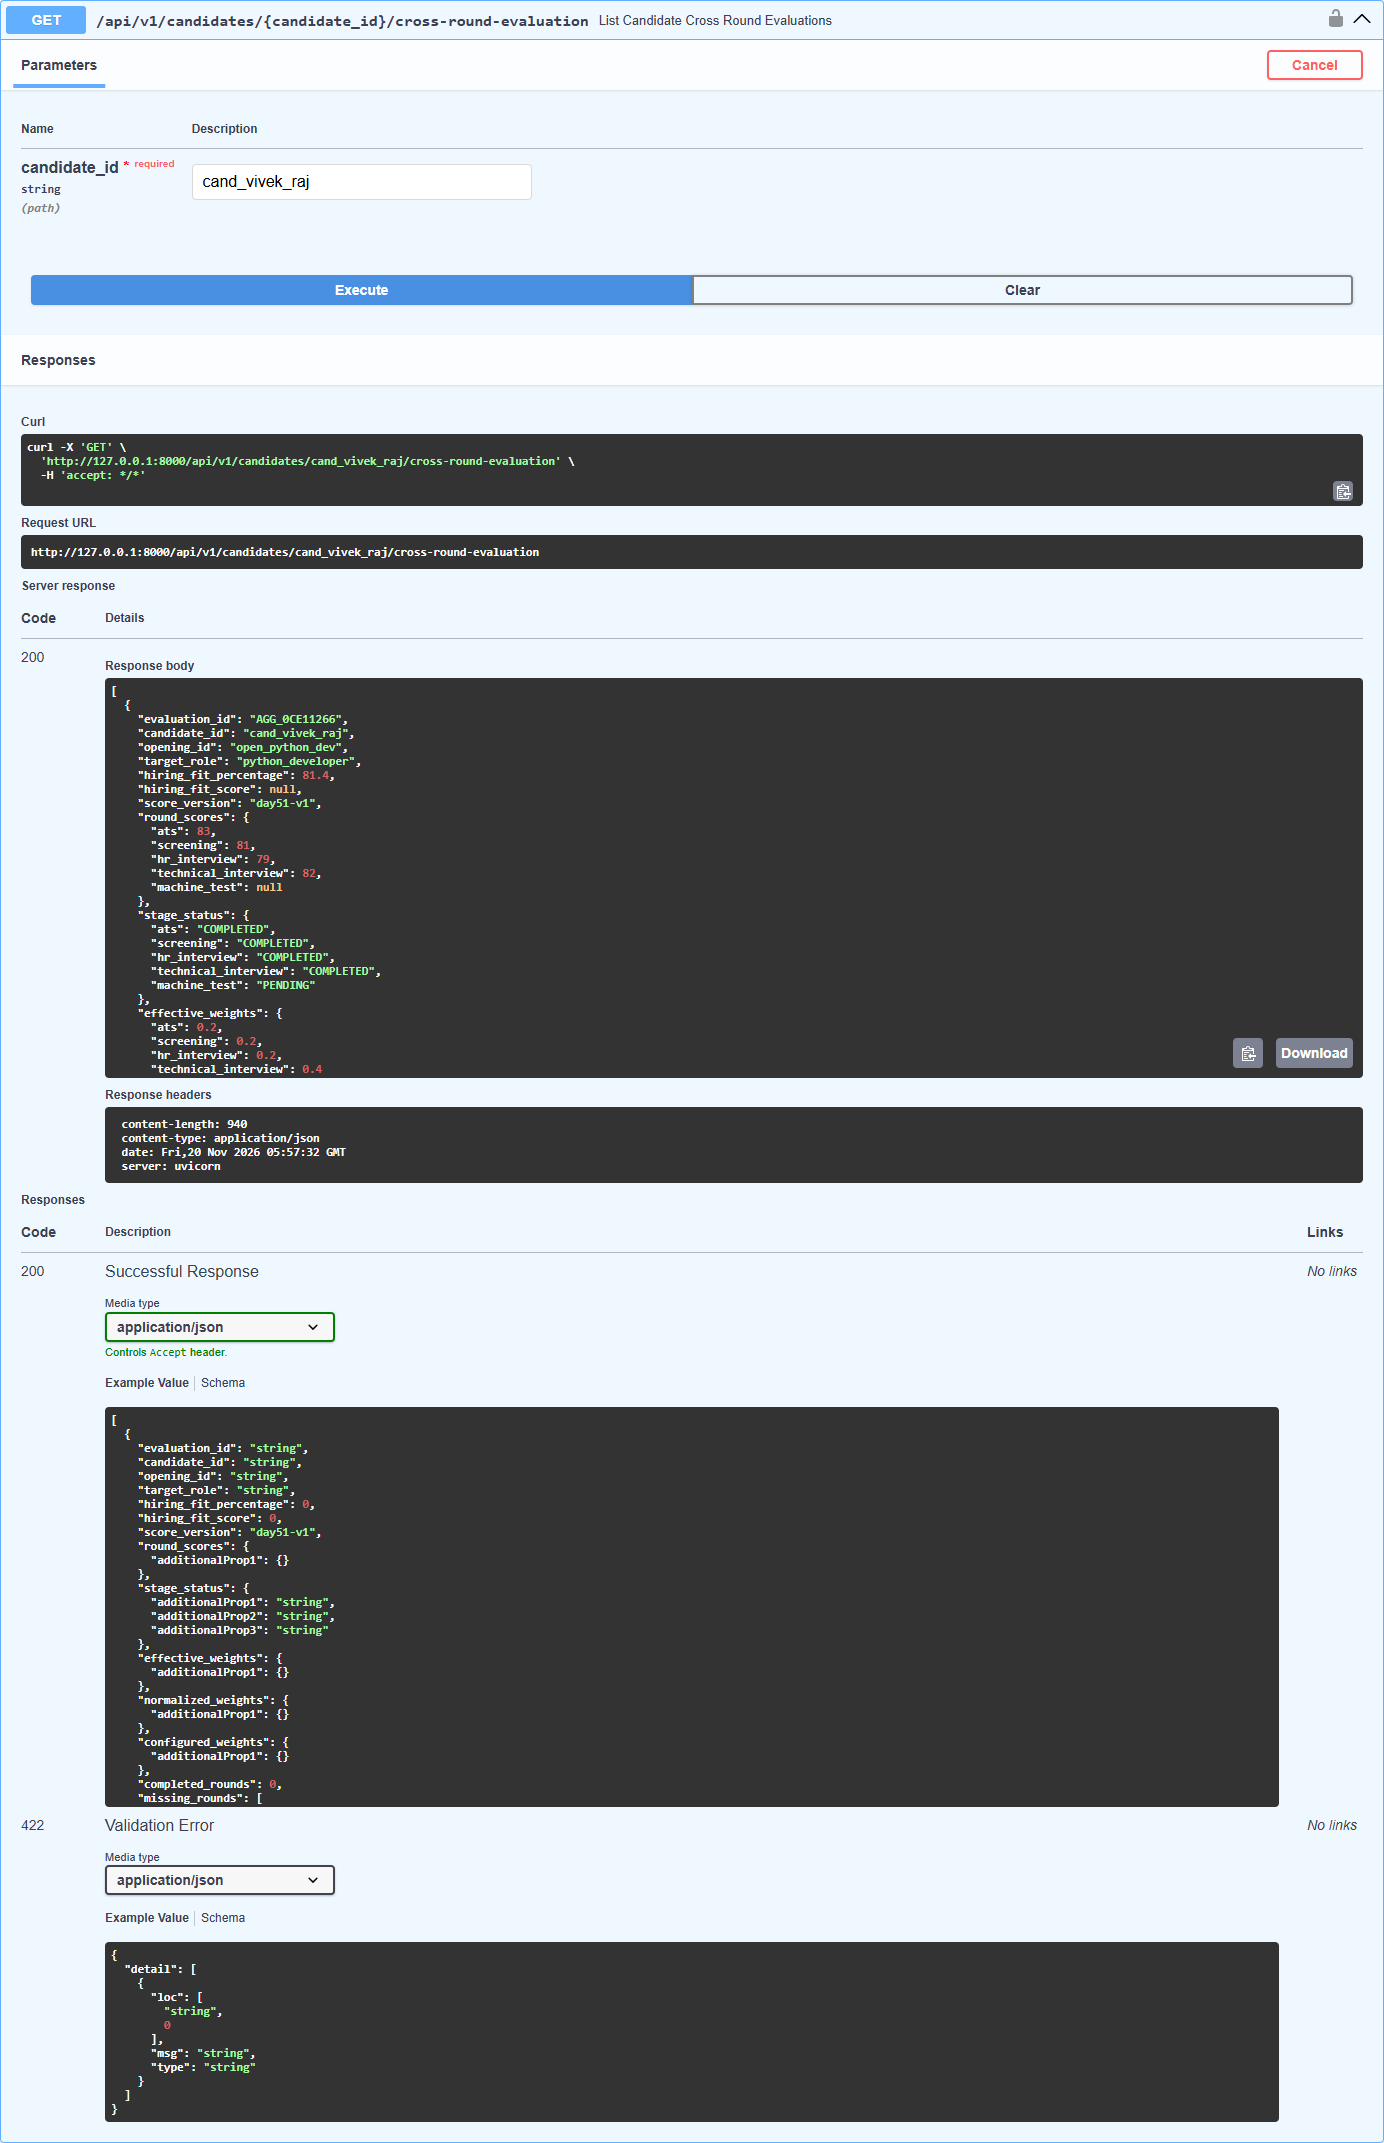 GET /api/v1/candidates/{candidate_id}/cross-round-evaluation List Candidate Cross Round Evaluations
Parameters
Cancel
Name Description
candidate_id * required
string
(path)
cand_vivek_raj
Execute Clear
Responses
Curl
curl -X 'GET' \
  'http://127.0.0.1:8000/api/v1/candidates/cand_vivek_raj/cross-round-evaluation' \
  -H 'accept: */*'
Request URL
http://127.0.0.1:8000/api/v1/candidates/cand_vivek_raj/cross-round-evaluation
Server response
Code Details
200
Response body
[
  {
    "evaluation_id": "AGG_0CE11266",
    "candidate_id": "cand_vivek_raj",
    "opening_id": "open_python_dev",
    "target_role": "python_developer",
    "hiring_fit_percentage": 81.4,
    "hiring_fit_score": null,
    "score_version": "day51-v1",
    "round_scores": {
      "ats": 83,
      "screening": 81,
      "hr_interview": 79,
      "technical_interview": 82,
      "machine_test": null
    },
    "stage_status": {
      "ats": "COMPLETED",
      "screening": "COMPLETED",
      "hr_interview": "COMPLETED",
      "technical_interview": "COMPLETED",
      "machine_test": "PENDING"
    },
    "effective_weights": {
      "ats": 0.2,
      "screening": 0.2,
      "hr_interview": 0.2,
      "technical_interview": 0.4
Download
Response headers
content-length: 940
content-type: application/json
date: Fri,20 Nov 2026 05:57:32 GMT
server: uvicorn
Responses
Code Description Links
200 Successful Response No links
Media type
application/json
Controls Accept header.
Example Value Schema
[
  {
    "evaluation_id": "string",
    "candidate_id": "string",
    "opening_id": "string",
    "target_role": "string",
    "hiring_fit_percentage": 0,
    "hiring_fit_score": 0,
    "score_version": "day51-v1",
    "round_scores": {
      "additionalProp1": {}
    },
    "stage_status": {
      "additionalProp1": "string",
      "additionalProp2": "string",
      "additionalProp3": "string"
    },
    "effective_weights": {
      "additionalProp1": {}
    },
    "normalized_weights": {
      "additionalProp1": {}
    },
    "configured_weights": {
      "additionalProp1": {}
    },
    "completed_rounds": 0,
    "missing_rounds": [
422 Validation Error No links
Media type
application/json
Example Value Schema
{
  "detail": [
    {
      "loc": [
        "string",
        0
      ],
      "msg": "string",
      "type": "string"
    }
  ]
}